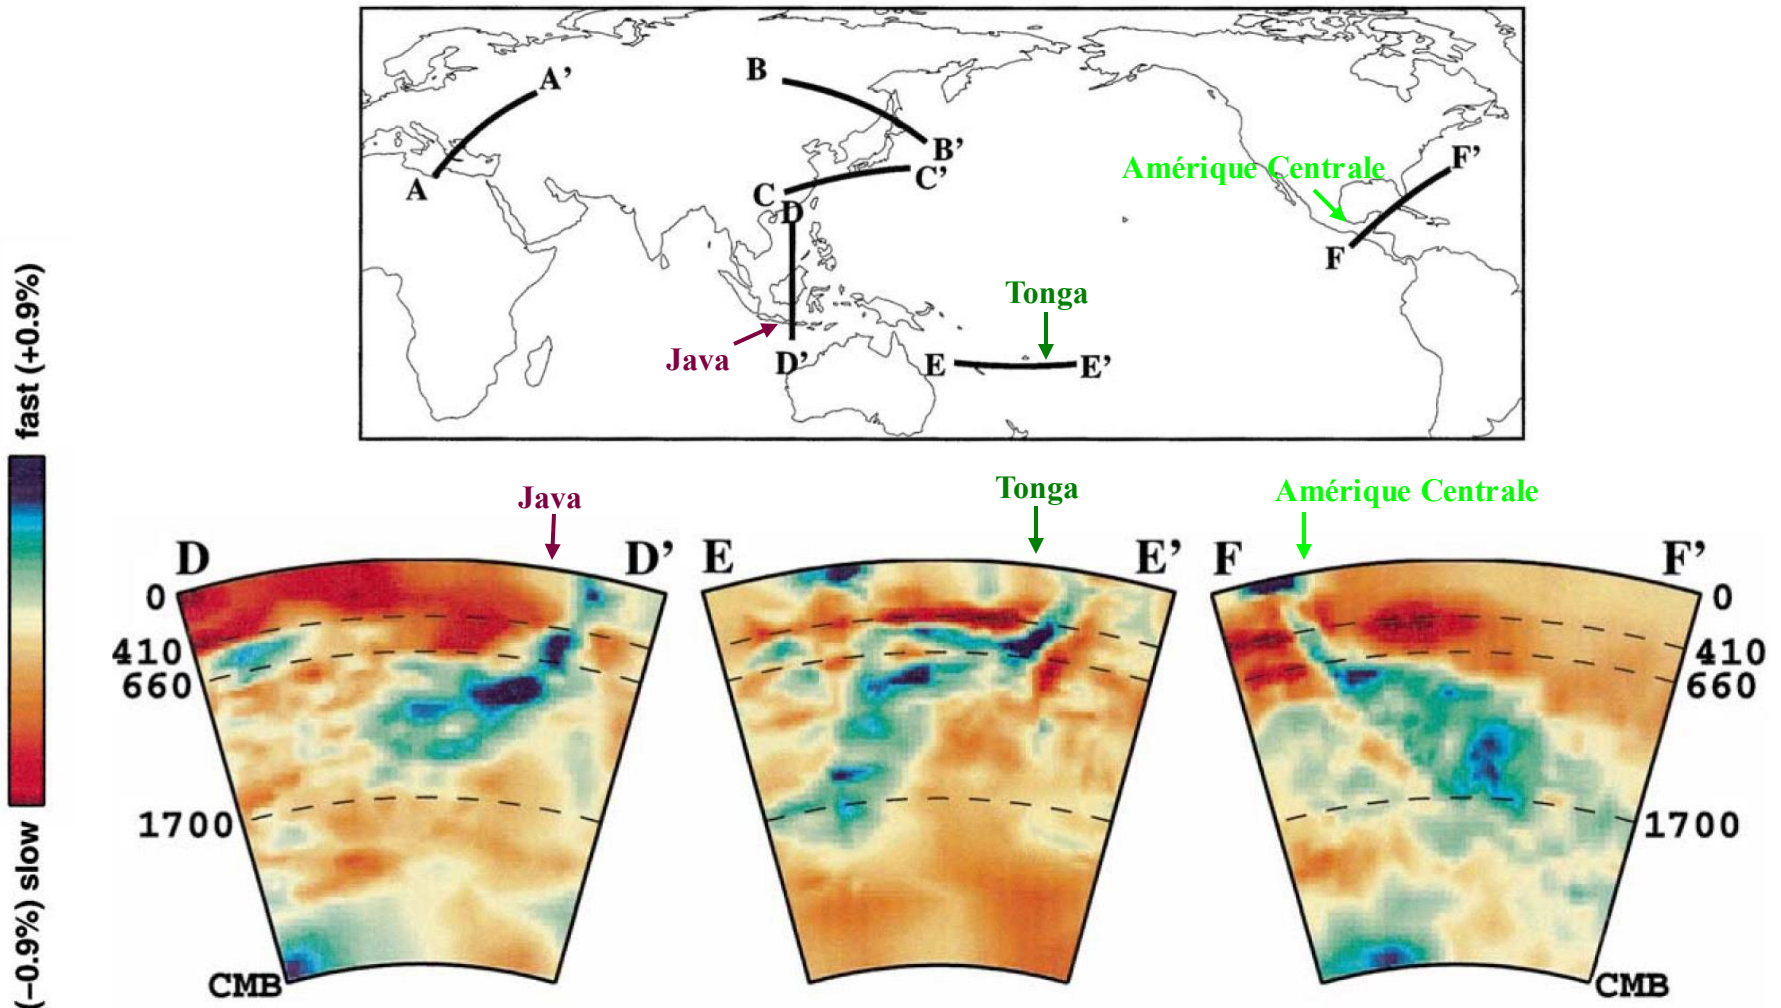 A
A’
B
B’
C
C’
D
D’
E
E’
F
F’
Amérique Centrale
Tonga
Java
(−0.9%) slow
fast (+0.9%)
Java
Tonga
Amérique Centrale
D
D’
E
E’
F
F’
0
410
660
1700
CMB
0
410
660
1700
CMB